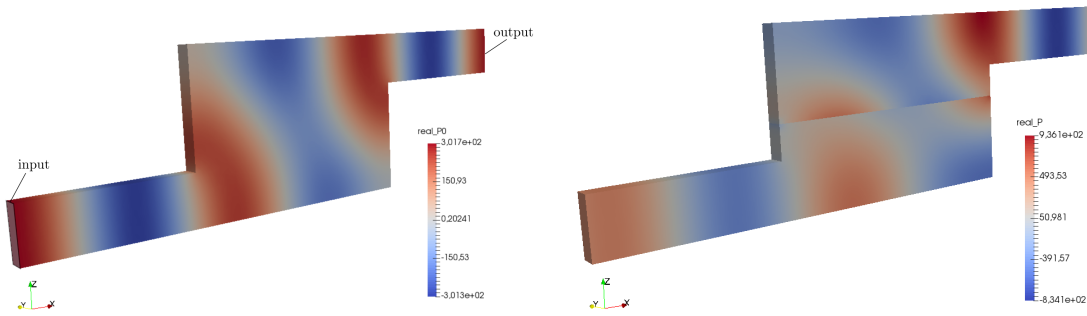 output
input
real_P0
3,017e+02
150,93
0.20241
-150,53
-3,013e+02
Z
Y X
real_P
9,361e+02
493,53
50,981
-391,57
-8,341e+02
Z
Y X